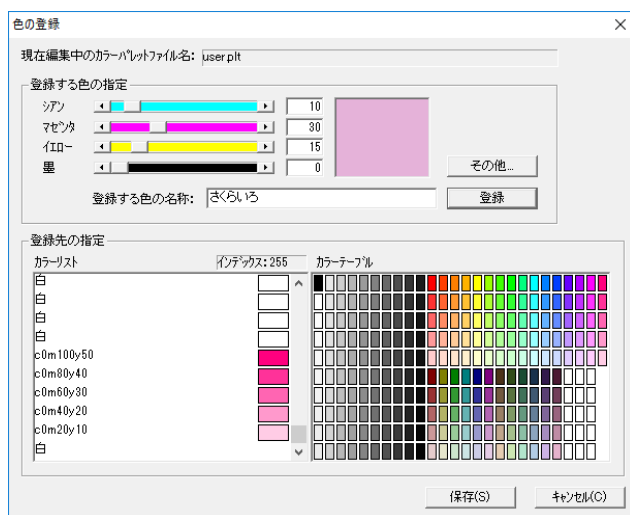 色の登録
現在編集中のカラーパレットファイル名: user.plt
登録する色の指定
シアン 10
マゼンタ 30
イエロー 15
墨 0
その他...
登録する色の名称: さくらいろ 登録
登録先の指定
カラーリスト インデックス: 255 カラーテーブル
白
白
白
白
c0m100y50
c0m80y40
c0m60y30
c0m40y20
c0m20y10
白
保存(S) キャンセル(C)